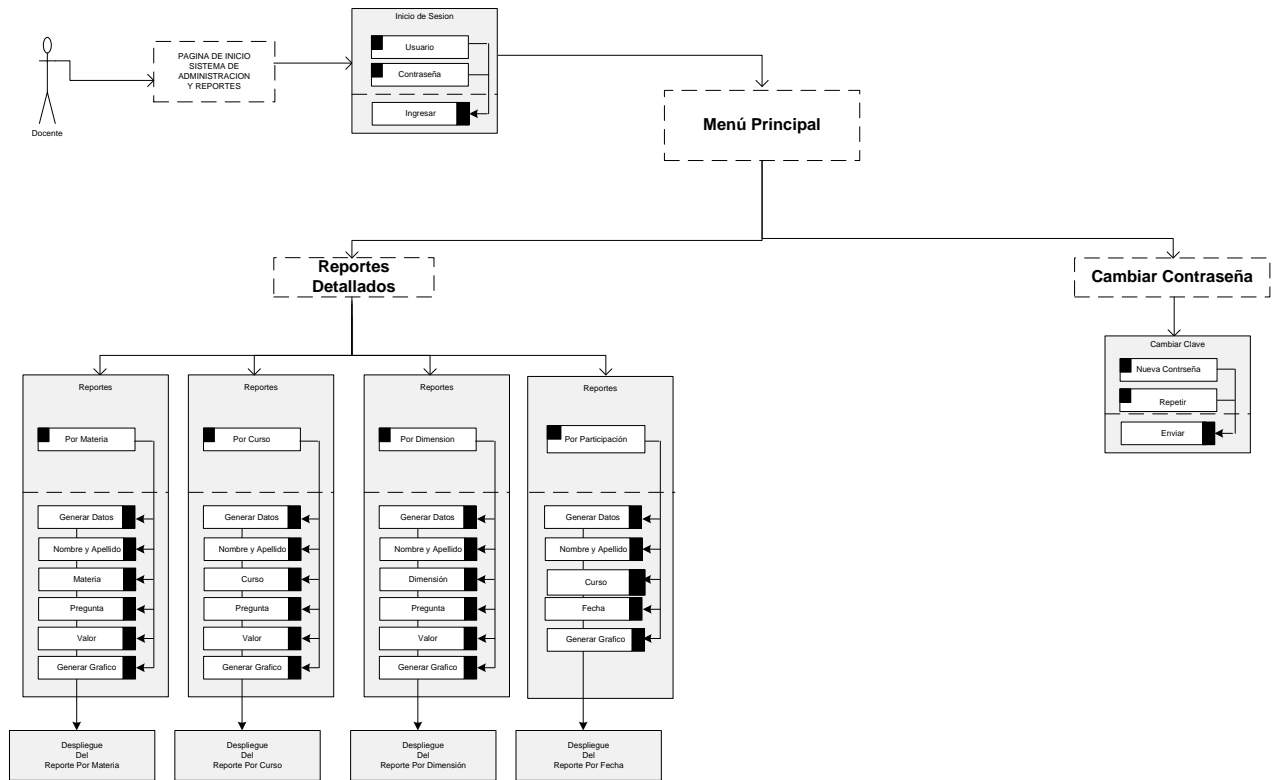 Docente
PAGINA DE INICIO
SISTEMA DE
ADMINISTRACION
Y REPORTES
Inicio de Sesion
Usuario
Contraseña
Ingresar
Menú Principal
Reportes
Detallados
Cambiar Contraseña
Cambiar Clave
Nueva Contrseña
Repetir
Enviar
Reportes
Por Materia
Generar Datos
Nombre y Apellido
Materia
Pregunta
Valor
Generar Grafico
Despliegue
Del
Reporte Por Materia
Reportes
Por Curso
Generar Datos
Nombre y Apellido
Curso
Pregunta
Valor
Generar Grafico
Despliegue
Del
Reporte Por Curso
Reportes
Por Dimension
Generar Datos
Nombre y Apellido
Dimensión
Pregunta
Valor
Generar Grafico
Despliegue
Del
Reporte Por Dimensión
Reportes
Por Participación
Generar Datos
Nombre y Apellido
Curso
Fecha
Generar Grafico
Despliegue
Del
Reporte Por Fecha